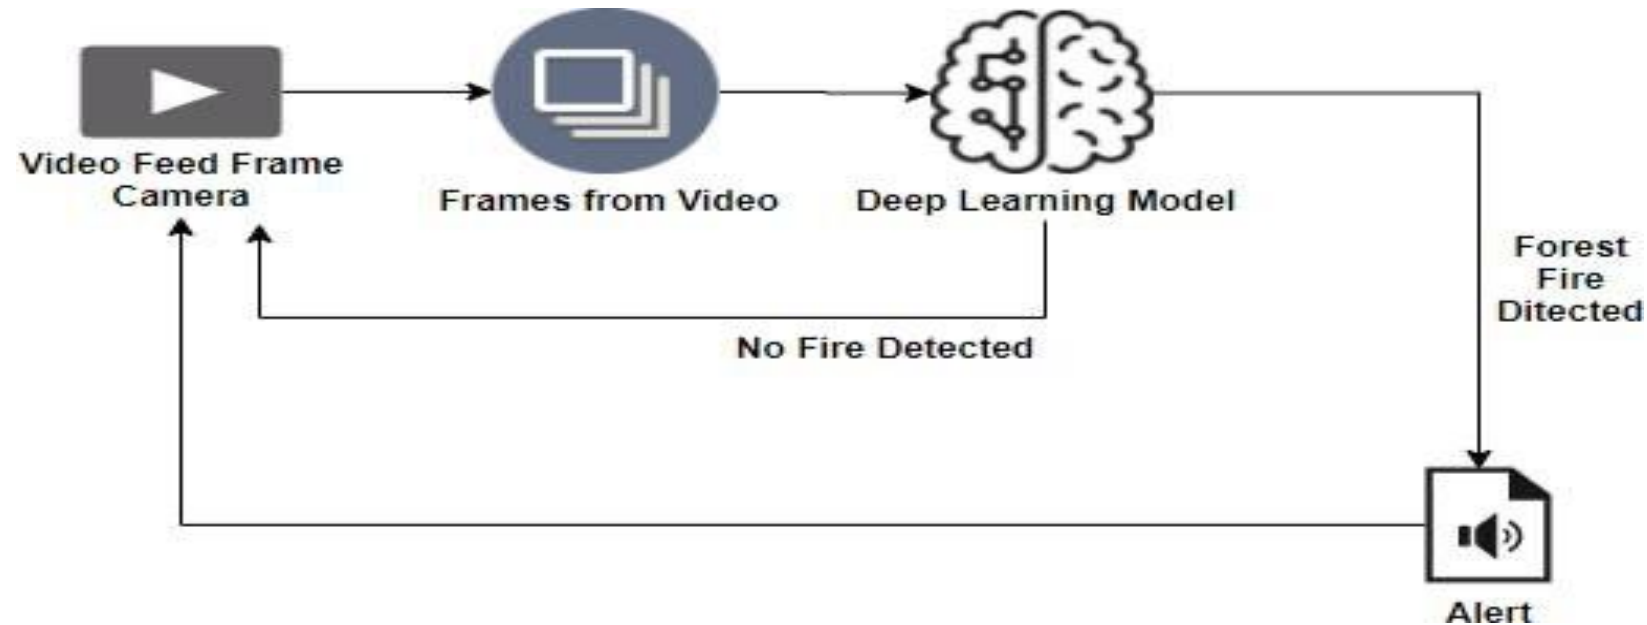 Video Feed Frame
Camera
Frames from Video
Deep Learning Model
Forest
Fire
Ditected
No Fire Detected
Alert